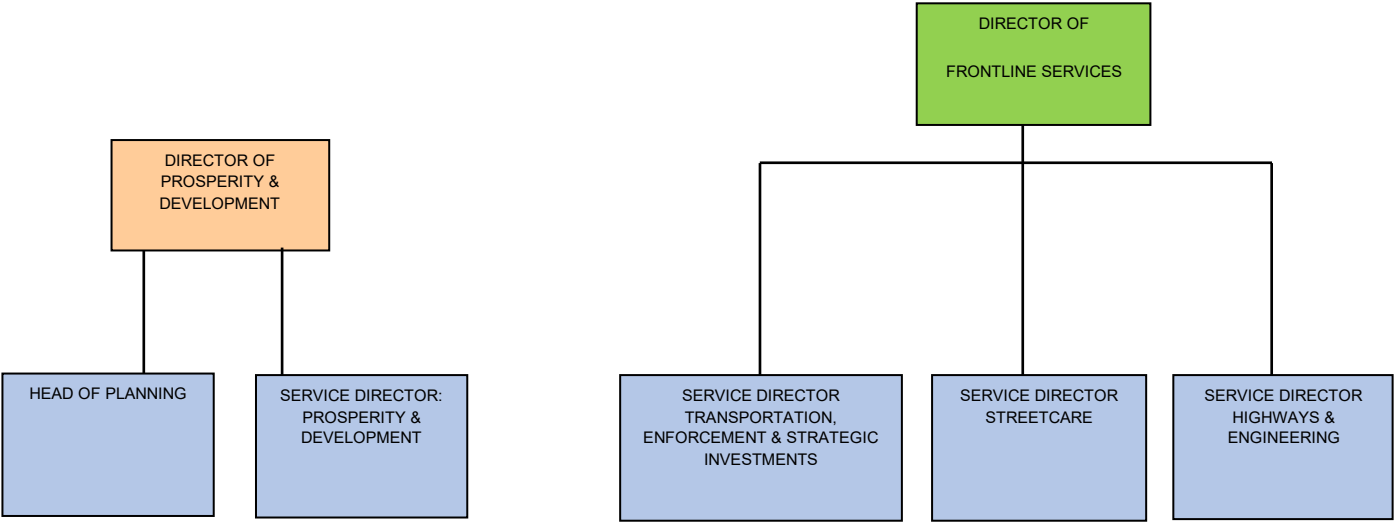 DIRECTOR OF
FRONTLINE SERVICES
DIRECTOR OF
PROSPERITY &
DEVELOPMENT
HEAD OF PLANNING
SERVICE DIRECTOR:
PROSPERITY &
DEVELOPMENT
SERVICE DIRECTOR
TRANSPORTATION,
ENFORCEMENT & STRATEGIC
INVESTMENTS
SERVICE DIRECTOR
STREETCARE
SERVICE DIRECTOR
HIGHWAYS &
ENGINEERING